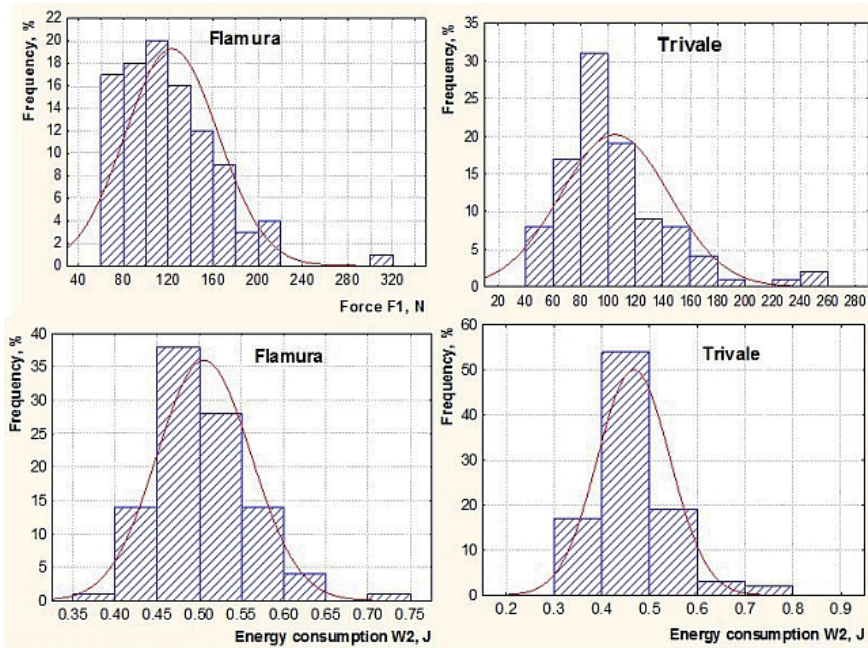 Flamura
Frequency, %
22
20
18
16
14
12
10
8
6
4
2
0
40 80 120 160 200 240 280 320
Force F1, N
Trivale
Frequency, %
35
30
25
20
15
10
5
0
10 20 40 60 80 100 120 140 160 180 200 220 240 260 290
Flamura
Frequency, %
40
35
30
25
20
15
10
5
0
0.35 0.40 0.45 0.50 0.55 0.60 0.65 0.70 0.75
Energy consumption W2, J
Trivale
Frequency, %
60
50
40
30
20
10
0
0.2 0.3 0.4 0.5 0.6 0.7 0.8 0.9
Energy consumption W2, J